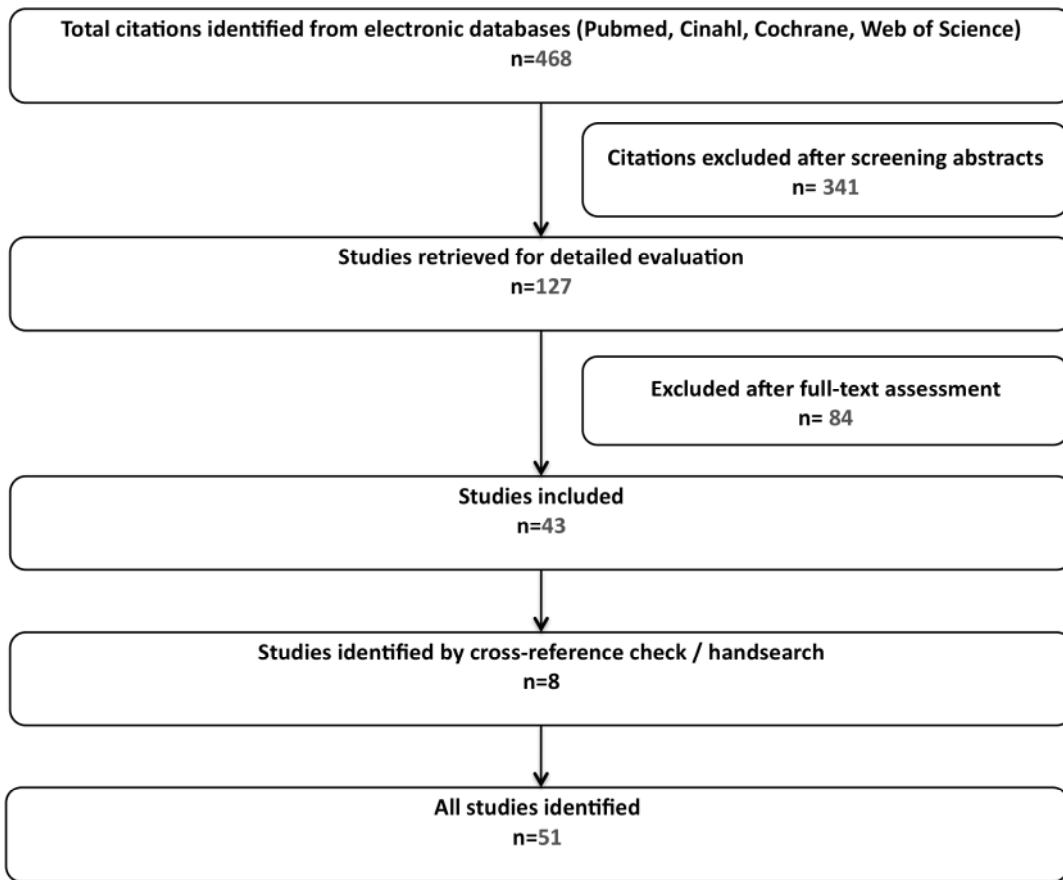 Total citations identified from electronic databases (Pubmed, Cinahl, Cochrane, Web of Science)
n=468
Citations excluded after screening abstracts
n= 341
Studies retrieved for detailed evaluation
n=127
Excluded after full-text assessment
n= 84
Studies included
n=43
Studies identified by cross-reference check / handsearch
n=8
All studies identified
n=51